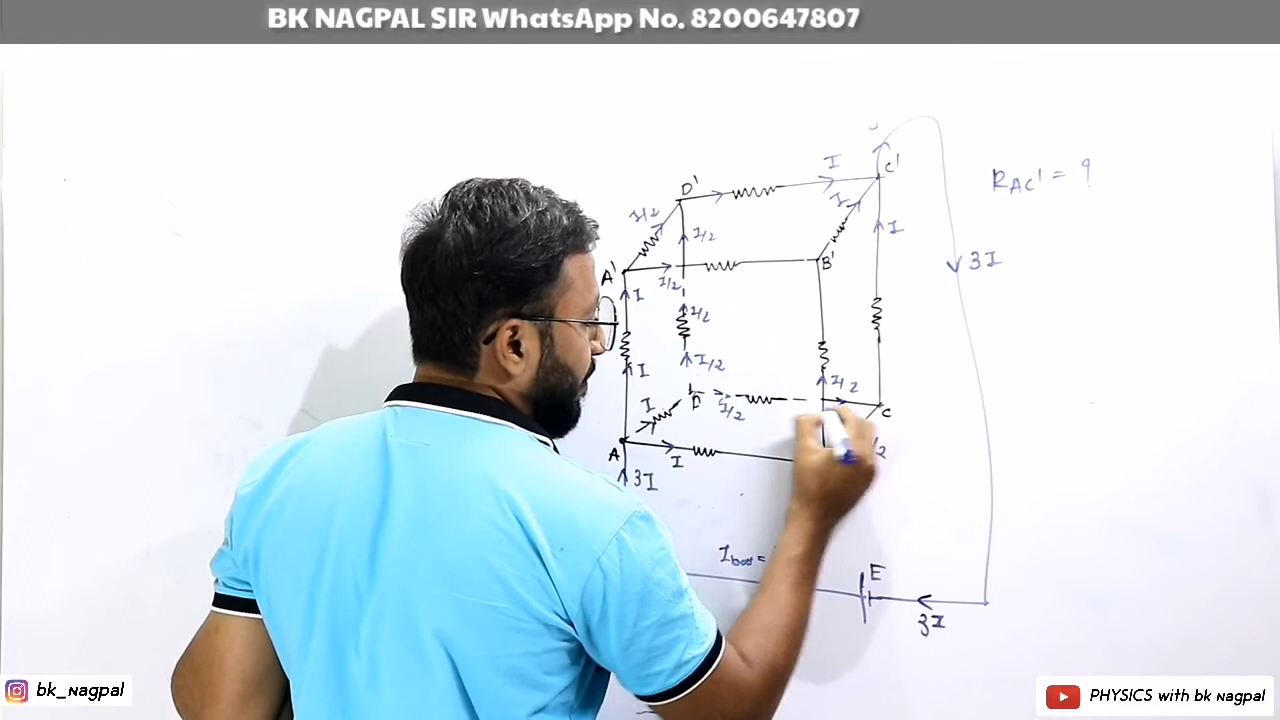 BK NAGPAL SIR WhatsApp No. 8200647807
I
C'
R_AC' = ?
D'
I/2
I
I
I/2
A'
B'
3I
I/2
I
I/2
I
I/2
I/2
I
D
I/2
C
A
I
/2
3I
I
E
3I
bk_nagpal
PHYSICS with bk nagpal